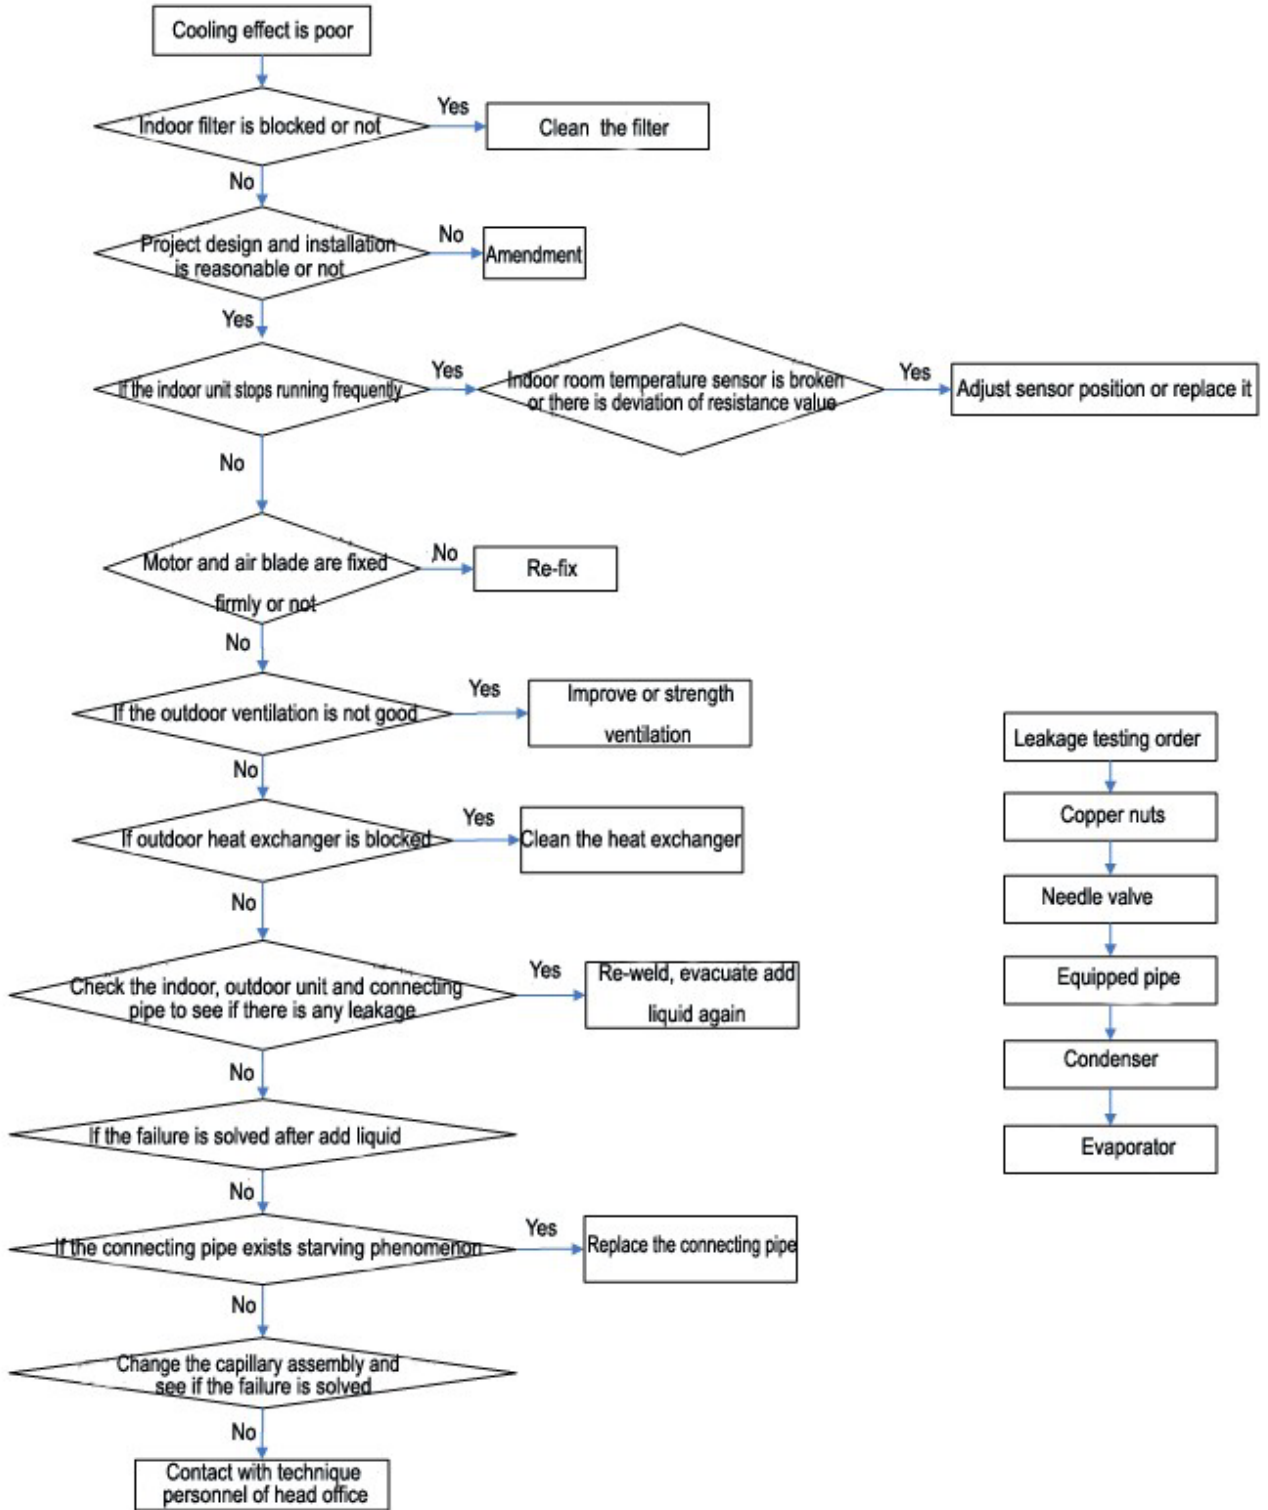 Cooling effect is poor
Indoor filter is blocked or not
Yes
Clean the filter
No
Project design and installation
is reasonable or not
No
Amendment
Yes
If the indoor unit stops running frequently
Yes
Indoor room temperature sensor is broken
or there is deviation of resistance value
Yes
Adjust sensor position or replace it
No
Motor and air blade are fixed
firmly or not
No
Re-fix
No
If the outdoor ventilation is not good
Yes
Improve or strength
ventilation
No
If outdoor heat exchanger is blocked
Yes
Clean the heat exchanger
No
Check the indoor, outdoor unit and connecting
pipe to see if there is any leakage
Yes
Re-weld, evacuate add
liquid again
No
If the failure is solved after add liquid
No
If the connecting pipe exists starving phenomenon
Yes
Replace the connecting pipe
No
Change the capillary assembly and
see if the failure is solved
No
Contact with technique
personnel of head office
Leakage testing order
Copper nuts
Needle valve
Equipped pipe
Condenser
Evaporator